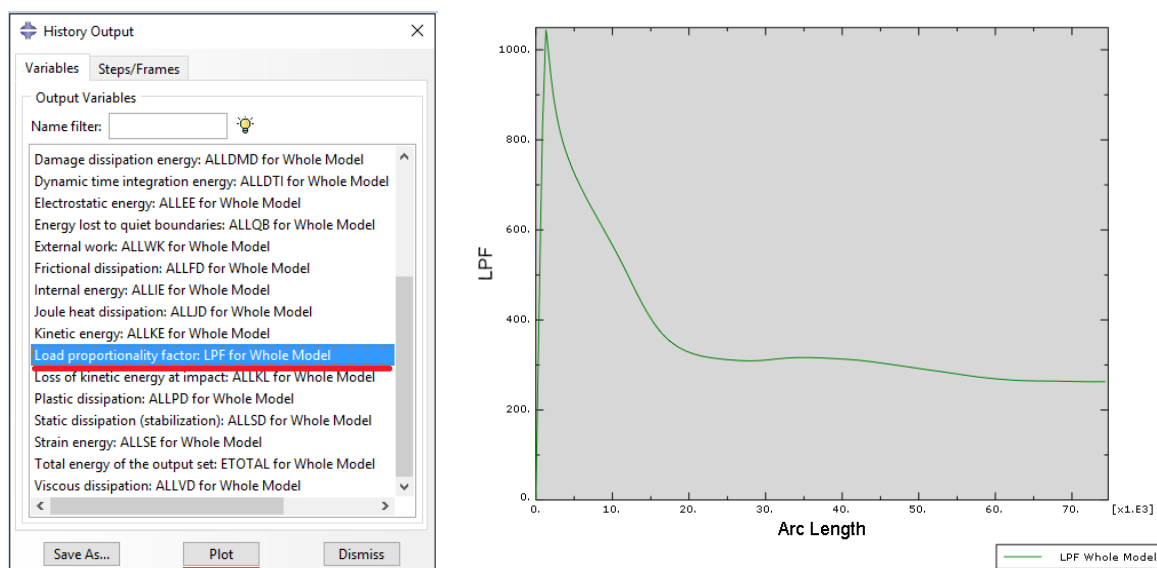 History Output
Variables
Steps/Frames
Output Variables
Name filter:
Damage dissipation energy: ALLDMD for Whole Model
Dynamic time integration energy: ALLDTI for Whole Model
Electrostatic energy: ALLEE for Whole Model
Energy lost to quiet boundaries: ALLQB for Whole Model
External work: ALLWK for Whole Model
Frictional dissipation: ALLFD for Whole Model
Internal energy: ALLIE for Whole Model
Joule heat dissipation: ALLJD for Whole Model
Kinetic energy: ALLKE for Whole Model
Load proportionality factor: LPF for Whole Model
Loss of kinetic energy at impact: ALLKL for Whole Model
Plastic dissipation: ALLPD for Whole Model
Static dissipation (stabilization): ALLSD for Whole Model
Strain energy: ALLSE for Whole Model
Total energy of the output set: ETOTAL for Whole Model
Viscous dissipation: ALLVD for Whole Model
Save As...
Plot
Dismiss
1000.
800.
600.
400.
200.
0.
LPF
0. 10. 20. 30. 40. 50. 60. 70. [x1.E3]
Arc Length
LPF Whole Model